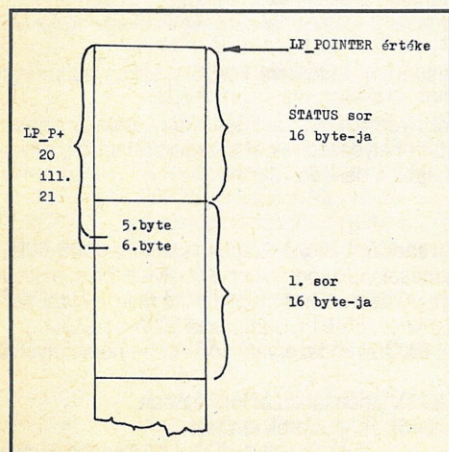 LP_POINTER értéke
STATUS sor
16 byte-ja
LP_P+
20
ill.
21
5.byte
6.byte
1. sor
16 byte-ja